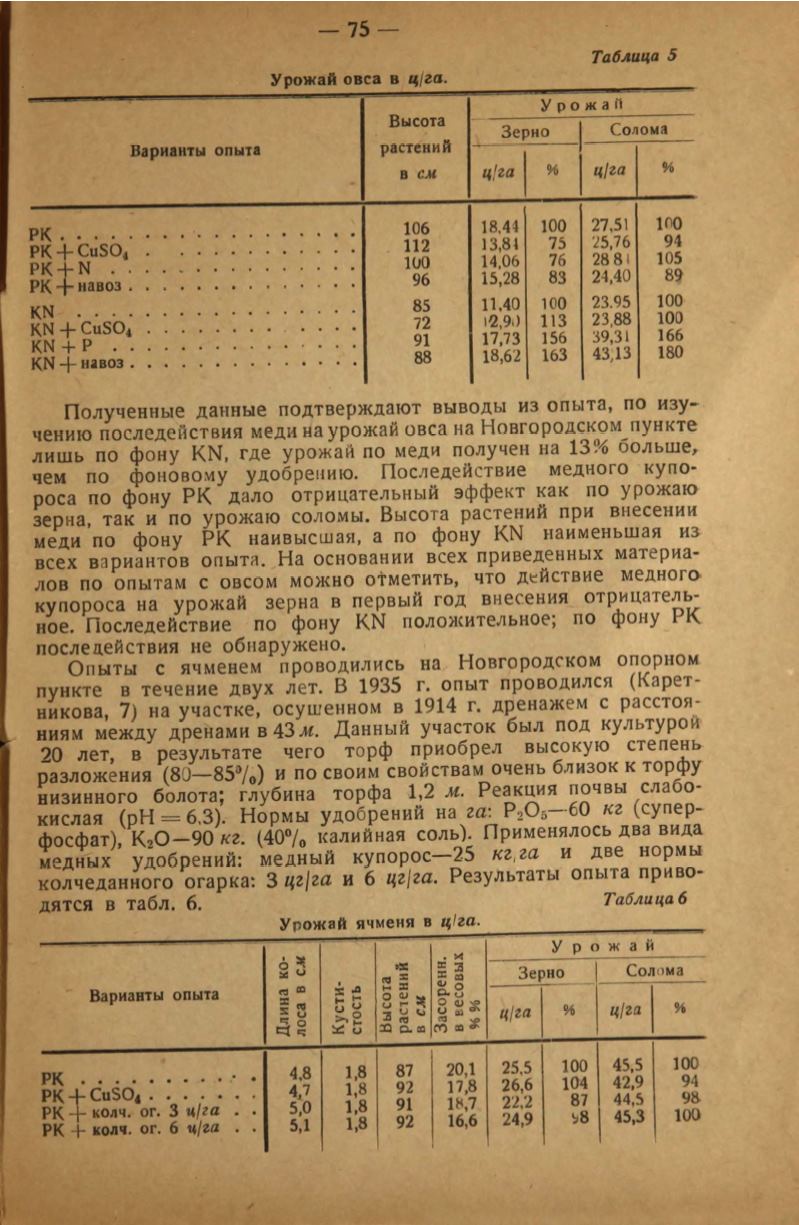 — 75 —
Таблица 5
Урожай овса в ц/га.
Варианты опыта | Высота растений в см | Урожай
Зерно | Солома
ц/га | % | ц/га | %
РК . . . . . . . . . . . . . . . . 106 18.44 100 27,51 100
РК + CuSO₄ . . . . . . . . . . . . 112 13,84 75 25,76 94
РК + N . . . . . . . . . . . . . . 100 14,06 76 28 81 105
РК + навоз . . . . . . . . . . . . 96 15,28 83 24,40 89
KN . . . . . . . . . . . . . . . . 85 11.40 100 23.95 100
KN + CuSO₄ . . . . . . . . . . . . 72 12,90 113 23,88 100
KN + P . . . . . . . . . . . . . . 91 17,73 156 39,31 166
KN + навоз . . . . . . . . . . . . 88 18,62 163 43,13 180
Полученные данные подтверждают выводы из опыта, по изу-
чению последействия меди на урожай овса на Новгородском пункте
лишь по фону KN, где урожай по меди получен на 13% больше,
чем по фоновому удобрению. Последействие медного купо-
роса по фону РК дало отрицательный эффект как по урожаю
зерна, так и по урожаю соломы. Высота растений при внесении
меди по фону РК наивысшая, а по фону KN наименьшая из
всех вариантов опыта. На основании всех приведенных материа-
лов по опытам с овсом можно отметить, что действие медного
купороса на урожай зерна в первый год внесения отрицатель-
ное. Последействие по фону KN положительное; по фону РК
последействия не обнаружено.
Опыты с ячменем проводились на Новгородском опорном
пункте в течение двух лет. В 1935 г. опыт проводился (Карет-
никова, 7) на участке, осушенном в 1914 г. дренажем с расстоя-
ниям между дренами в 43 м. Данный участок был под культурой
20 лет, в результате чего торф приобрел высокую степень
разложения (80—85%) и по своим свойствам очень близок к торфу
низинного болота; глубина торфа 1,2 м. Реакция почвы слабо-
кислая (pH = 6,3). Нормы удобрений на га: P₂O₅—60 кг (супер-
фосфат), K₂O—90 кг. (40% калийная соль). Применялось два вида
медных удобрений: медный купорос—25 кг,га и две нормы
колчеданного огарка: 3 цг/га и 6 цг/га. Результаты опыта приво-
дятся в табл. 6.
Таблица 6
Урожай ячменя в ц/га.
Варианты опыта | Длина ко-лоса в см | Кусти-стость | Высота растений в см | Засоренн. в весовых % % | Урожай
Зерно | Солома
ц/га | % | ц/га | %
РК . . . . . . . . . . 4,8 1,8 87 20,1 25,5 100 45,5 100
РК + CuSO₄ . . . . . . 4,7 1,8 92 17,8 26,6 104 42,9 94
РК + колч. ог. 3 ц/га . . 5,0 1,8 91 18,7 22,2 87 44,5 98
РК + колч. ог. 6 ц/га . . 5,1 1,8 92 16,6 24,9 98 45,3 100